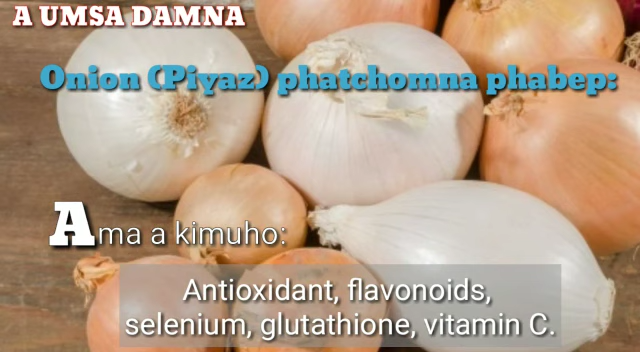 A UMSA DAMNA
Onion (Piyaz) phatchomna phabep:
Ama a kimuho:
Antioxidant, flavonoids,
selenium, glutathione, vitamin C.